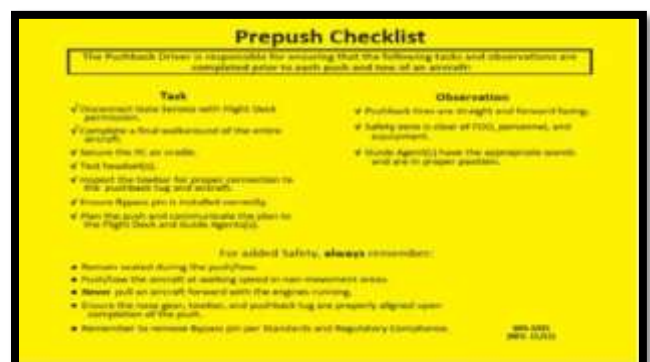 Prepush Checklist
The Pushback Driver is responsible for ensuring that the following tasks and observations are
completed prior to each push and tow of an aircraft:
Task
✓ Disconnect Service with Flight Deck
permission.
✓ Complete a final walkaround of the entire
aircraft.
✓ Secure the on cradle.
✓ Test headset(s).
✓ Inspect the towbar for proper connection to
the pushback tug and aircraft.
✓ Ensure Bypass pin is installed correctly.
✓ Plan the push and communicate the plan to
the Flight Deck and Guide Agent(s).
Observation
✓ Pushback tires are straight and forward facing.
✓ Safety zone is clear of FOD, personnel, and
equipment.
✓ Guide Agent(s) have the appropriate wands
and are in proper position.
For added Safety, always remember:
• Remain seated during the push/tow.
• Push/tow the aircraft at walking speed in non-movement areas.
• Never pull an aircraft forward with the engines running.
• Ensure the nose gear, towbar, and pushback tug are properly aligned upon
completion of the push.
• Remember to remove Bypass pin per Standards and Regulatory Compliance.